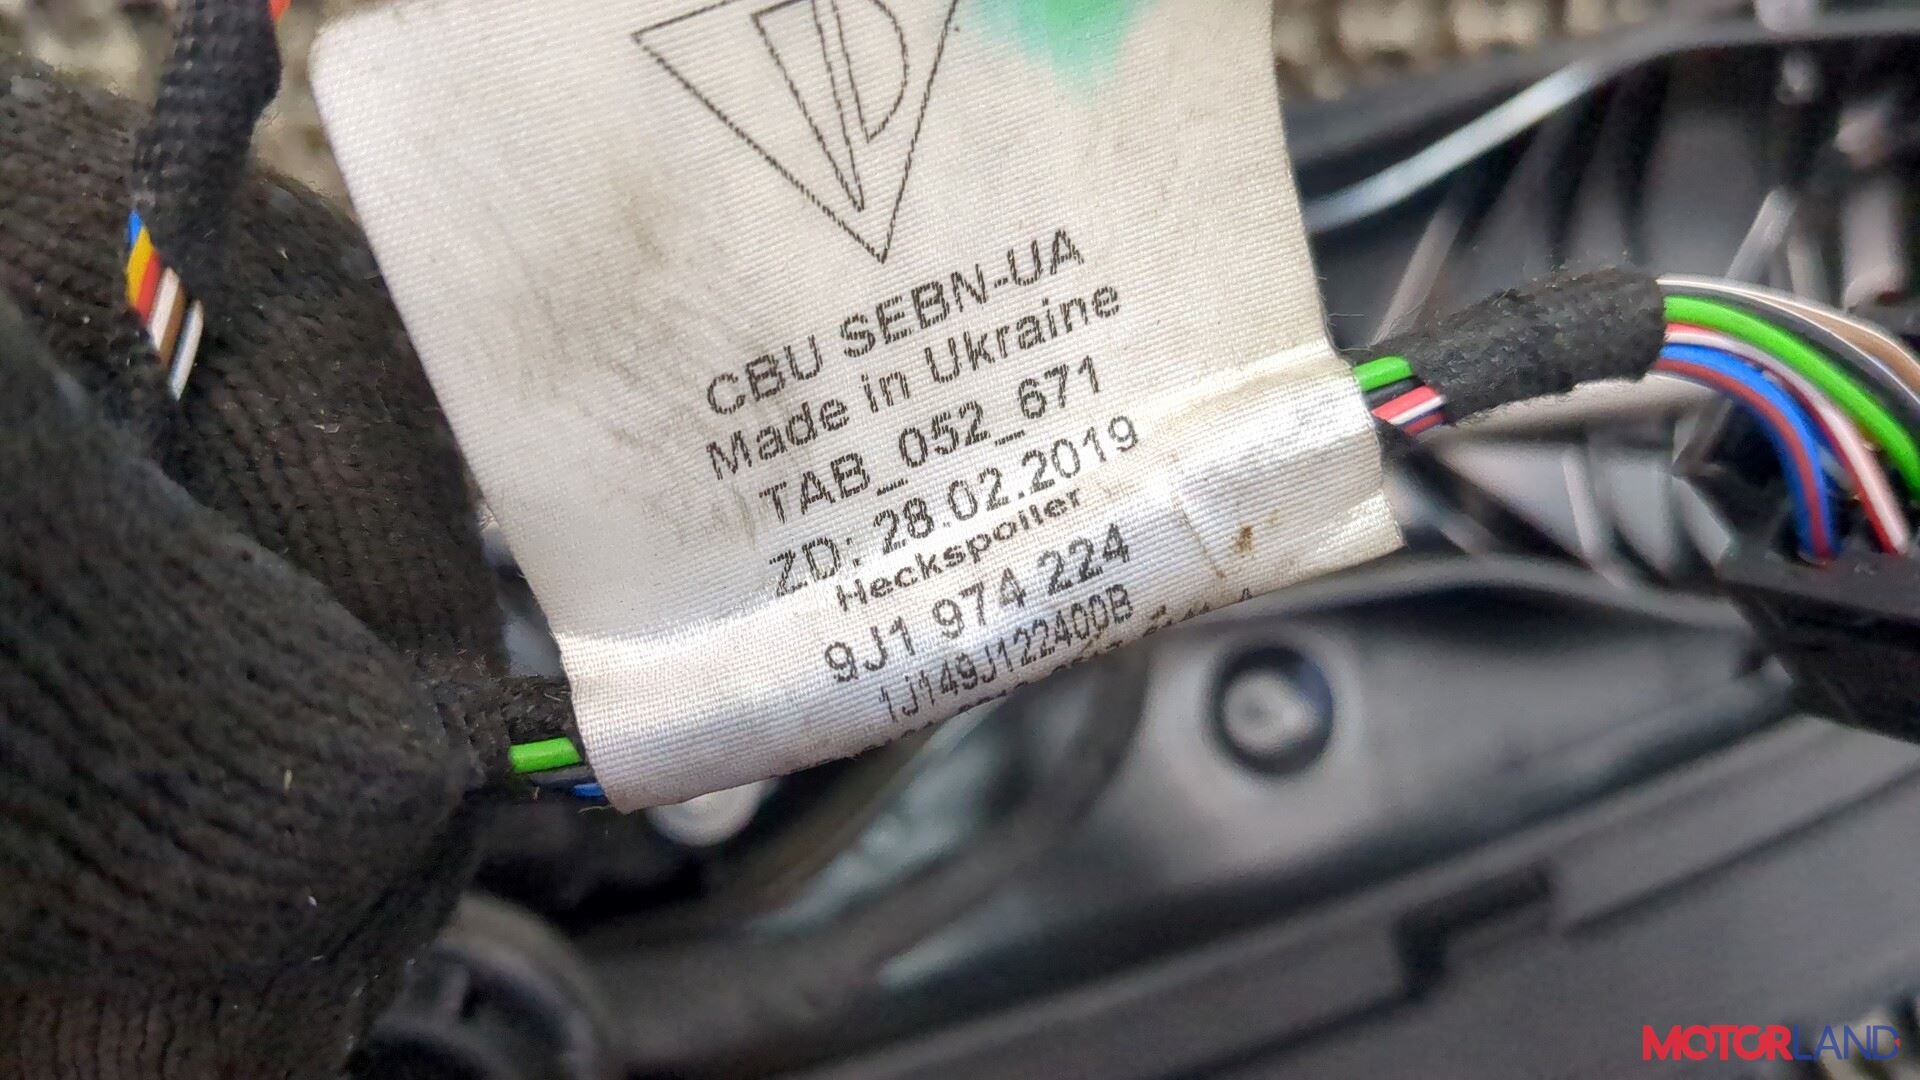 CBU SEBN-UA
Made in Ukraine
TAB_052_671
ZD: 28.02.2019
Heckspoiler
9J1 974 224
1J149J122400B
MOTORLAND